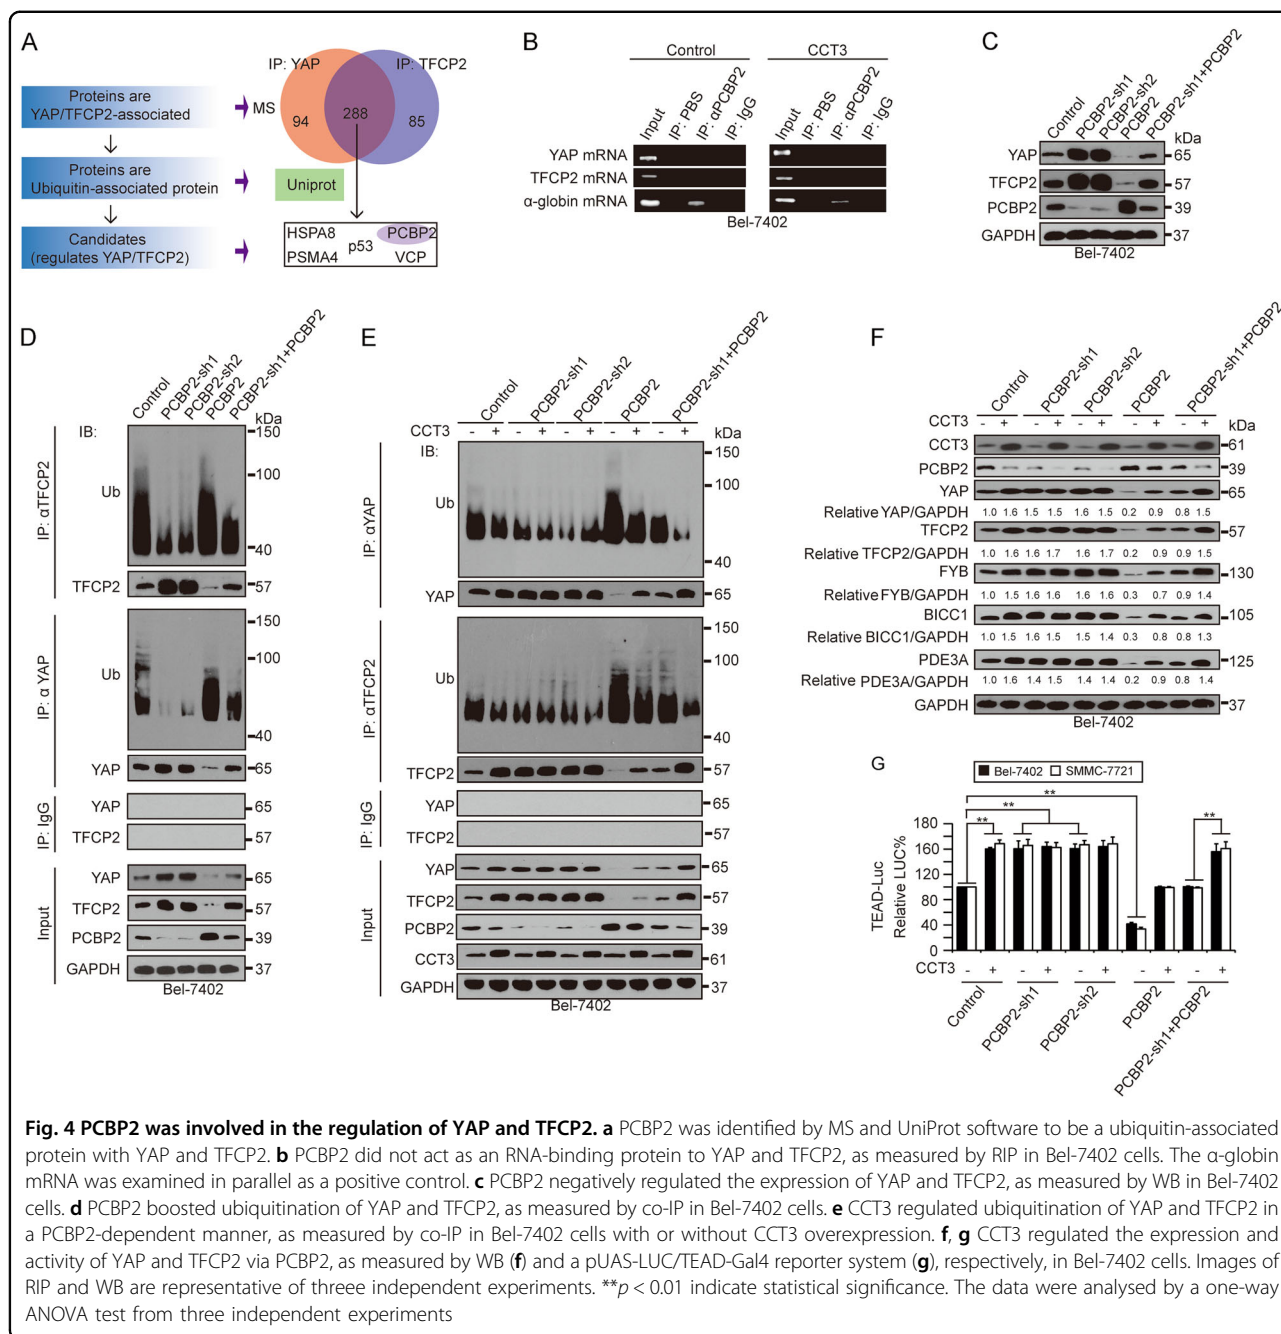 A
IP: YAP
IP: TFCP2
Proteins are
YAP/TFCP2-associated
MS
94
288
85
Proteins are
Ubiquitin-associated protein
Uniprot
Candidates
(regulates YAP/TFCP2)
HSPA8
p53
PCBP2
PSMA4
VCP
B
Control
CCT3
Input
IP: PBS
IP: αPCBP2
IP: IgG
Input
IP: PBS
IP: αPCBP2
IP: IgG
YAP mRNA
TFCP2 mRNA
α-globin mRNA
Bel-7402
C
Control
PCBP2-sh1
PCBP2-sh2
PCBP2
PCBP2-sh1+PCBP2
kDa
YAP 65
TFCP2 57
PCBP2 39
GAPDH 37
Bel-7402
D
Control
PCBP2-sh1
PCBP2-sh2
PCBP2
PCBP2-sh1+PCBP2
kDa
IB:
IP: αTFCP2
Ub
150
100
40
TFCP2 57
IP: α YAP
Ub
150
100
40
YAP 65
IP: IgG
YAP 65
TFCP2 57
Input
YAP 65
TFCP2 57
PCBP2 39
GAPDH 37
Bel-7402
E
Control
PCBP2-sh1
PCBP2-sh2
PCBP2
PCBP2-sh1+PCBP2
CCT3 - + - + - + - + - + kDa
IB:
IP: αYAP
Ub
150
100
40
YAP 65
IP: αTFCP2
Ub
150
100
40
TFCP2 57
IP: IgG
YAP 65
TFCP2 57
Input
YAP 65
TFCP2 57
PCBP2 39
CCT3 61
GAPDH 37
Bel-7402
F
Control
PCBP2-sh1
PCBP2-sh2
PCBP2
PCBP2-sh1+PCBP2
CCT3 - + - + - + - + - + kDa
CCT3 61
PCBP2 39
YAP 65
Relative YAP/GAPDH 1.0 1.6 1.5 1.5 1.6 1.5 0.2 0.9 0.8 1.5
TFCP2 57
Relative TFCP2/GAPDH 1.0 1.6 1.6 1.7 1.6 1.7 0.2 0.9 0.9 1.5
FYB 130
Relative FYB/GAPDH 1.0 1.5 1.6 1.6 1.6 1.6 0.3 0.7 0.9 1.4
BICC1 105
Relative BICC1/GAPDH 1.0 1.5 1.6 1.5 1.5 1.4 0.3 0.8 0.8 1.3
PDE3A 125
Relative PDE3A/GAPDH 1.0 1.6 1.4 1.5 1.4 1.4 0.2 0.9 0.8 1.4
GAPDH 37
Bel-7402
G
Bel-7402 SMMC-7721
** ** ** **
TEAD-Luc
Relative LUC%
180
160
120
80
40
0
CCT3 - + - + - + - + - +
Control
PCBP2-sh1
PCBP2-sh2
PCBP2
PCBP2-sh1+PCBP2
Fig. 4 PCBP2 was involved in the regulation of YAP and TFCP2. a PCBP2 was identified by MS and UniProt software to be a ubiquitin-associated
protein with YAP and TFCP2. b PCBP2 did not act as an RNA-binding protein to YAP and TFCP2, as measured by RIP in Bel-7402 cells. The α-globin
mRNA was examined in parallel as a positive control. c PCBP2 negatively regulated the expression of YAP and TFCP2, as measured by WB in Bel-7402
cells. d PCBP2 boosted ubiquitination of YAP and TFCP2, as measured by co-IP in Bel-7402 cells. e CCT3 regulated ubiquitination of YAP and TFCP2 in
a PCBP2-dependent manner, as measured by co-IP in Bel-7402 cells with or without CCT3 overexpression. f, g CCT3 regulated the expression and
activity of YAP and TFCP2 via PCBP2, as measured by WB (f) and a pUAS-LUC/TEAD-Gal4 reporter system (g), respectively, in Bel-7402 cells. Images of
RIP and WB are representative of threee independent experiments. **p < 0.01 indicate statistical significance. The data were analysed by a one-way
ANOVA test from three independent experiments